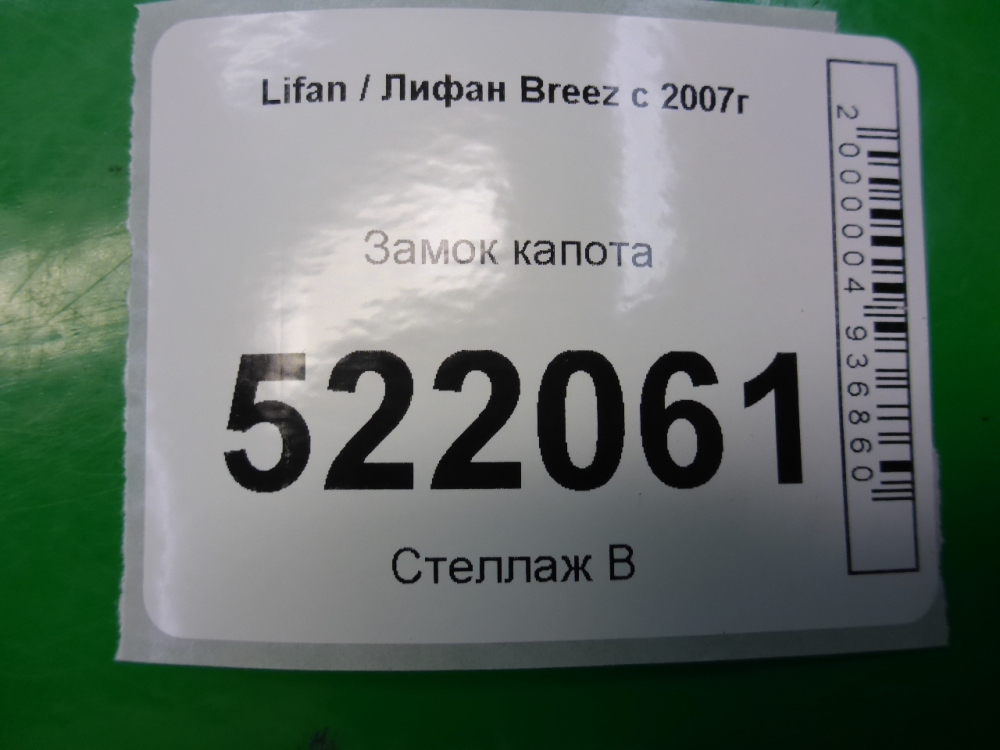 Lifan / Лифан Breez с 2007г
Замок капота
522061
Стеллаж В
2000004936860